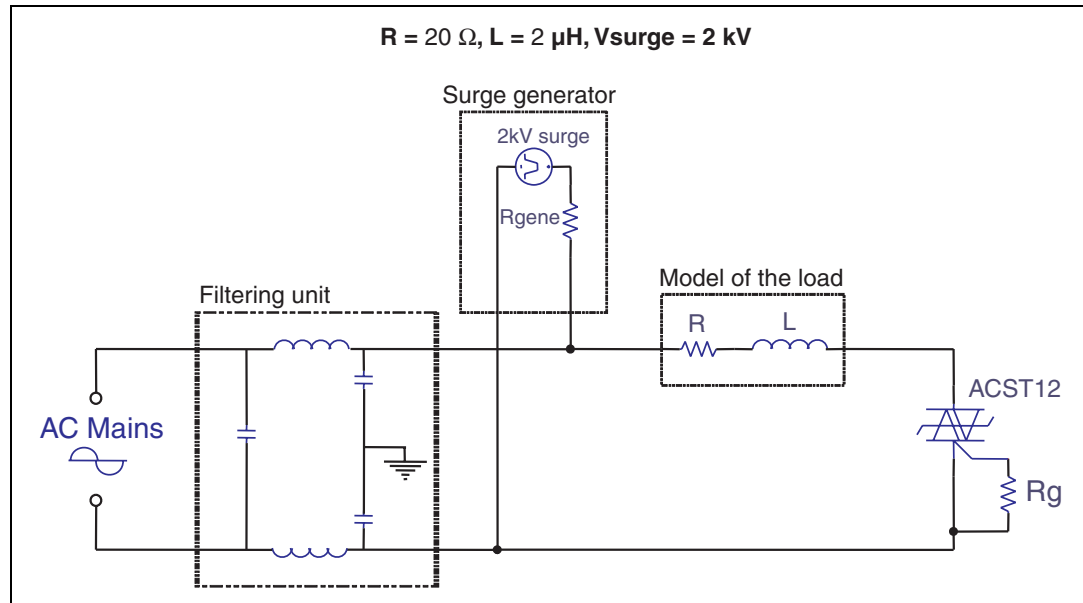 R = 20 Ω, L = 2 µH, Vsurge = 2 kV
Surge generator
2kV surge
Rgene
Model of the load
Filtering unit
R
L
ACST12
AC Mains
Rg